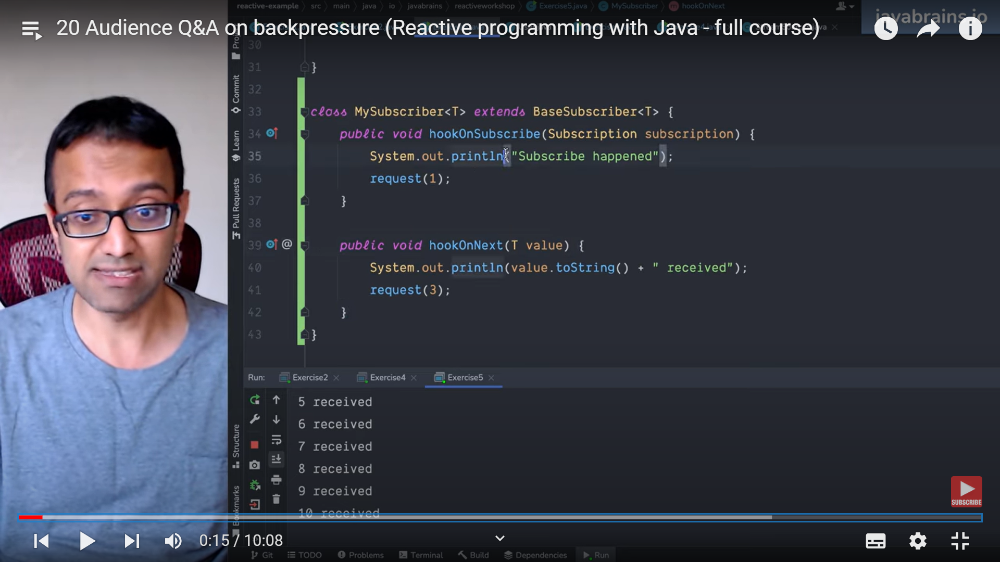 reactive-example src main java io javabrains reactiveworkshop Exercise5.java MySubscriber hookOnNext
javabrains.io
20 Audience Q&A on backpressure (Reactive programming with Java - full course)
30
31 }
32
33 class MySubscriber<T> extends BaseSubscriber<T> {
34 public void hookOnSubscribe(Subscription subscription) {
35 System.out.println("Subscribe happened");
36 request(1);
37 }
38
39 @ public void hookOnNext(T value) {
40 System.out.println(value.toString() + " received");
41 request(3);
42 }
43 }
Commit
Learn
Pull Requests
Structure
Bookmarks
Run: Exercise2 Exercise4 Exercise5
5 received
6 received
7 received
8 received
9 received
10 received
SUBSCRIBE
0:15 / 10:08
Git TODO Problems Terminal Build Dependencies Run